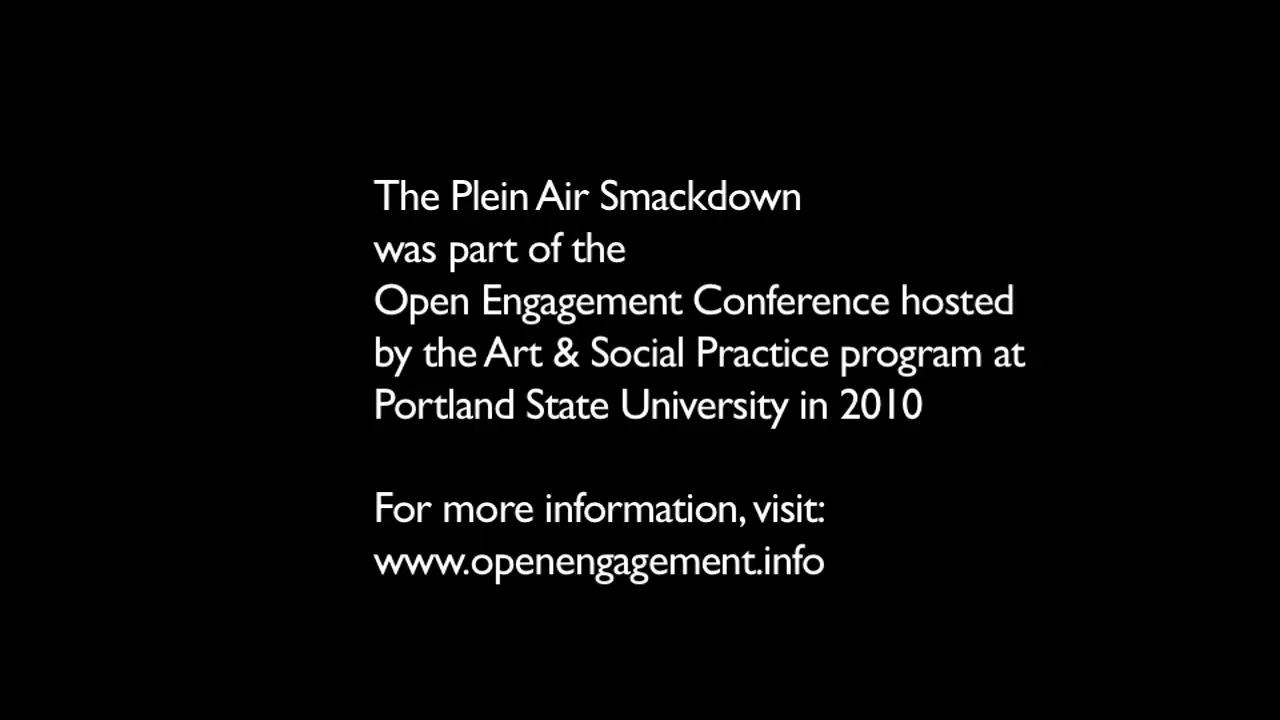 The Plein Air Smackdown
was part of the
Open Engagement Conference hosted
by the Art & Social Practice program at
Portland State University in 2010
For more information, visit:
www.openengagement.info